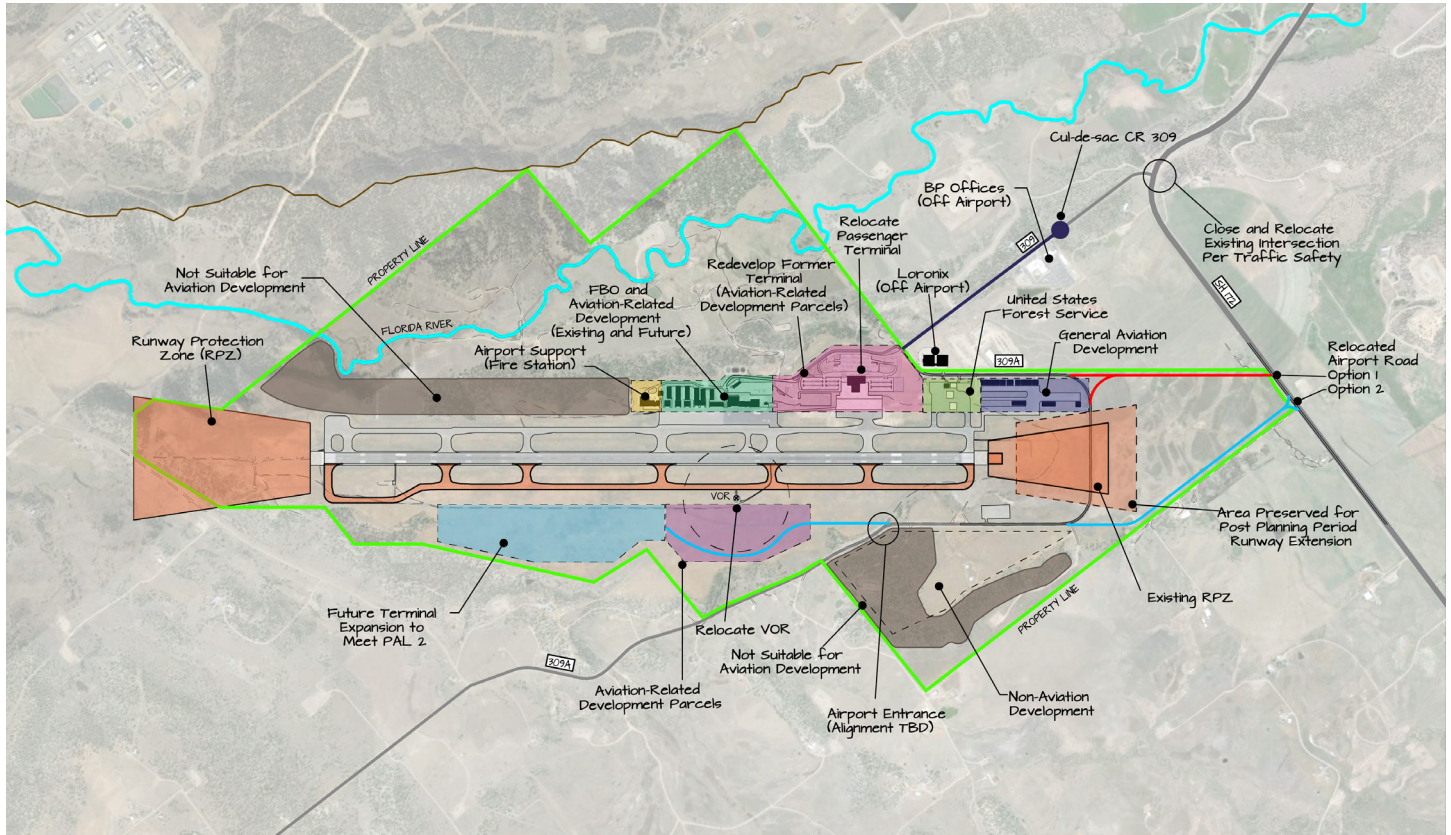 Cul-de-sac CR 309
BP Offices
(Off Airport)
Close and Relocate
Existing Intersection
Per Traffic Safety
309
SH 172
PROPERTY LINE
Not Suitable for
Aviation Development
FLORIDA RIVER
Runway Protection
Zone (RPZ)
FBO and
Aviation-Related
Development
(Existing and Future)
Airport Support
(Fire Station)
Redevelop Former
Terminal
(Aviation-Related
Development Parcels)
Relocate
Passenger
Terminal
Loronix
(Off Airport)
United States
Forest Service
309A
General Aviation
Development
Relocated
Airport Road
Option 1
Option 2
VOR
Area Preserved for
Post Planning Period
Runway Extension
Existing RPZ
PROPERTY LINE
Future Terminal
Expansion to
Meet PAL 2
Relocate VOR
Not Suitable for
Aviation Development
309A
Aviation-Related
Development Parcels
Airport Entrance
(Alignment TBD)
Non-Aviation
Development